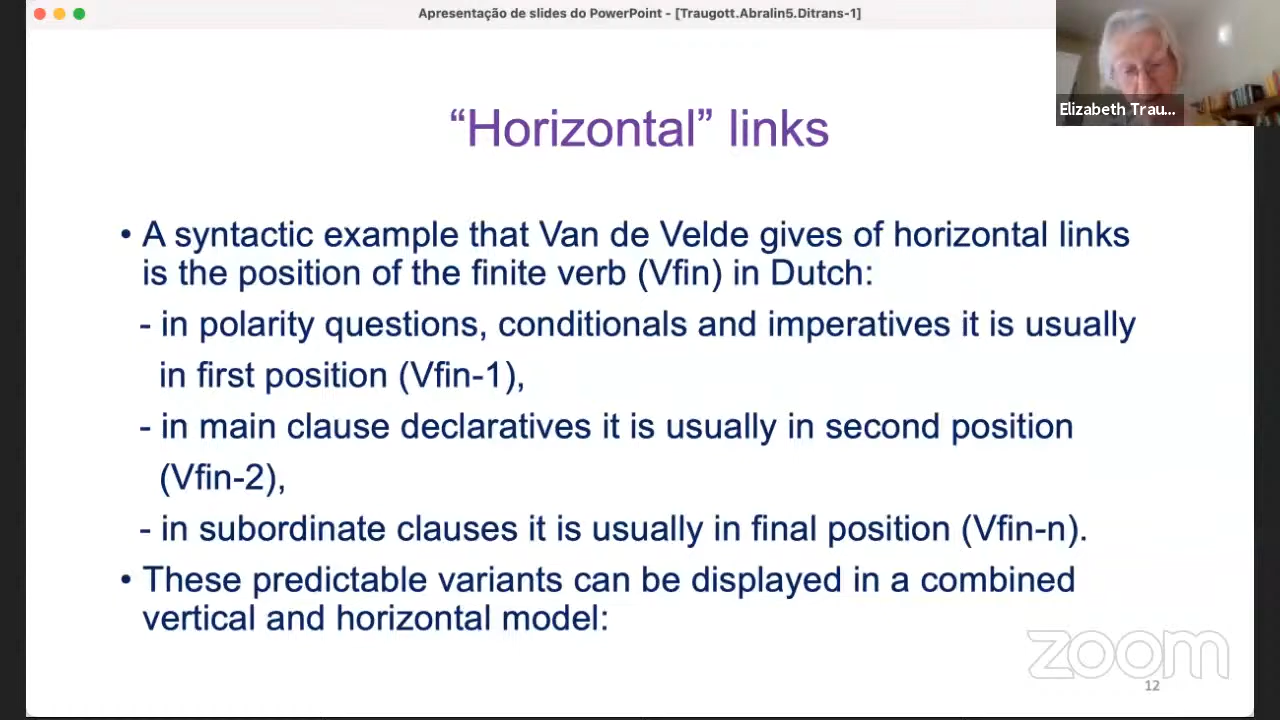 Apresentação de slides do PowerPoint - [Traugott.Abralin5.Ditrans-1]
Elizabeth Trau...
“Horizontal” links
• A syntactic example that Van de Velde gives of horizontal links
is the position of the finite verb (Vfin) in Dutch:
- in polarity questions, conditionals and imperatives it is usually
in first position (Vfin-1),
- in main clause declaratives it is usually in second position
(Vfin-2),
- in subordinate clauses it is usually in final position (Vfin-n).
• These predictable variants can be displayed in a combined
vertical and horizontal model:
zoom
12